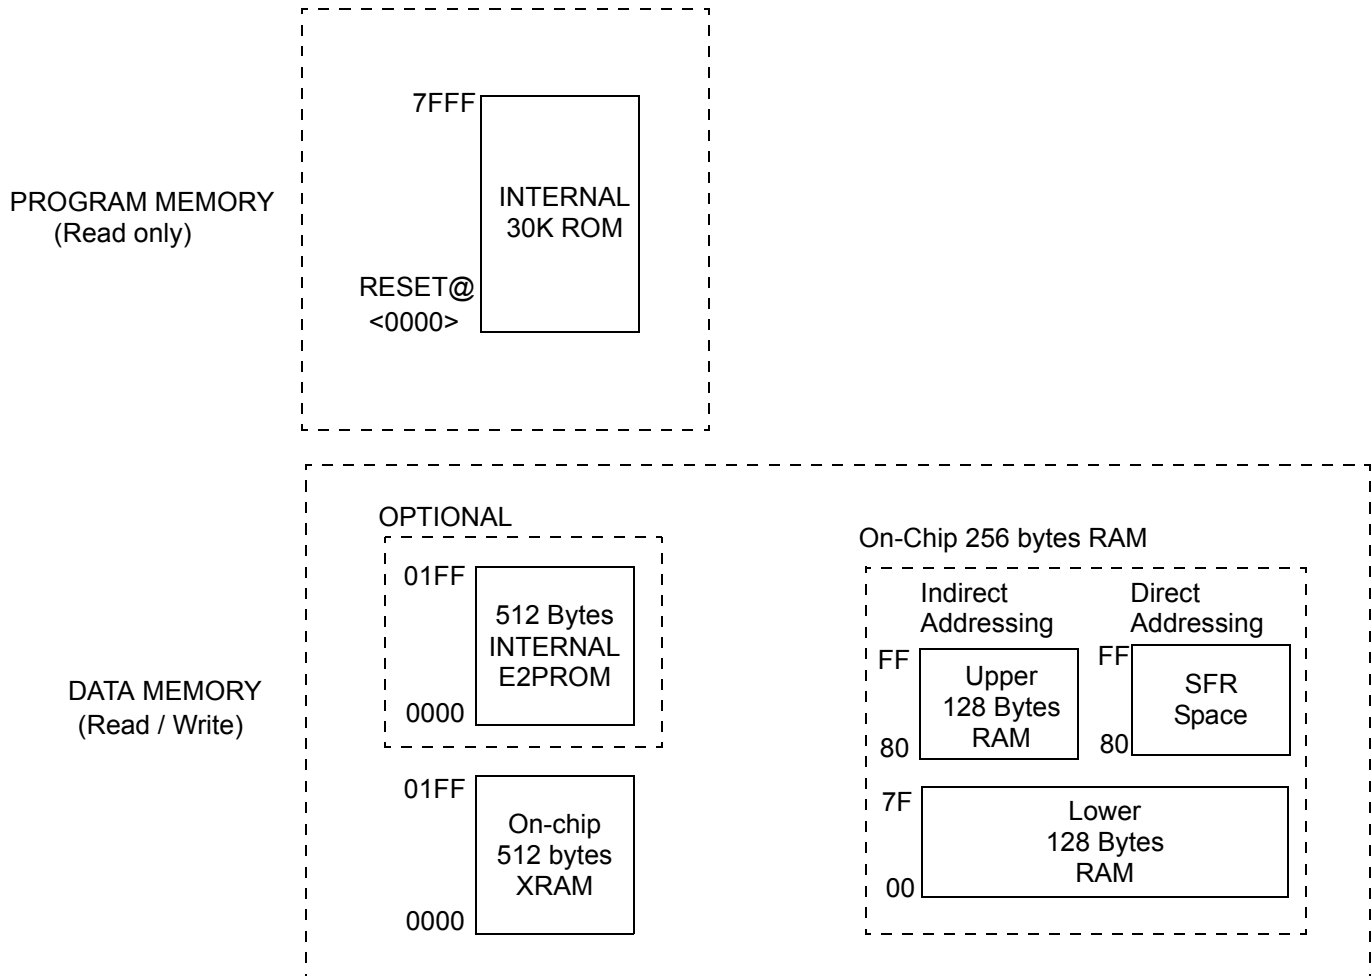 7FFF
PROGRAM MEMORY
(Read only)
INTERNAL
30K ROM
RESET@
<0000>
OPTIONAL
01FF
512 Bytes
INTERNAL
E2PROM
0000
DATA MEMORY
(Read / Write)
01FF
On-chip
512 bytes
XRAM
0000
On-Chip 256 bytes RAM
Indirect
Addressing
Direct
Addressing
FF
Upper
128 Bytes
RAM
80
FF
SFR
Space
80
7F
Lower
128 Bytes
RAM
00